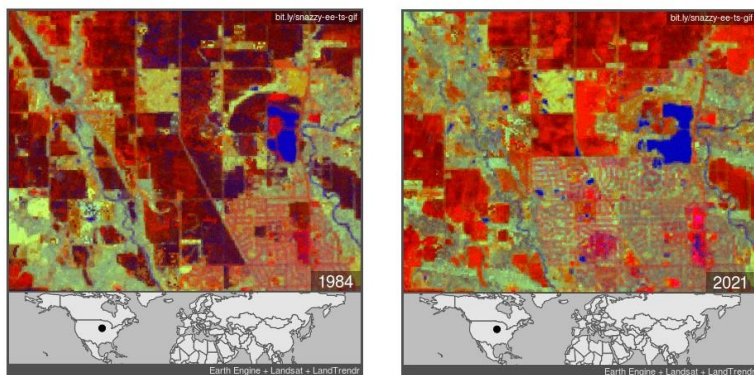 bit.ly/snazzy-ee-ts-gif
1984
Earth Engine + Landsat + LandTrendr
bit.ly/snazzy-ee-ts-gif
2021
Earth Engine + Landsat + LandTrendr